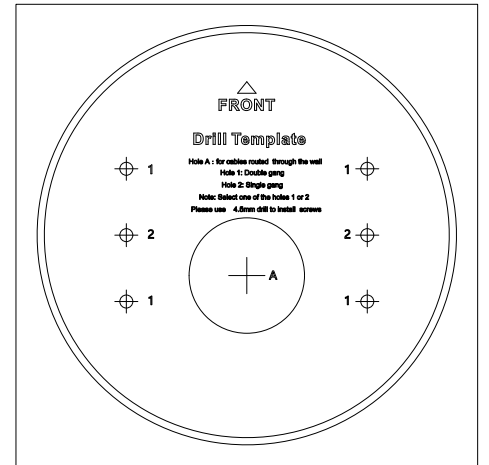 FRONT
Drill Template
Hole A : for cables routed through the wall
Hole 1: Double gang
Hole 2: Single gang
Note: Select one of the holes 1 or 2
Please use 4.6mm drill to install screws
1 1
2 2
A
1 1